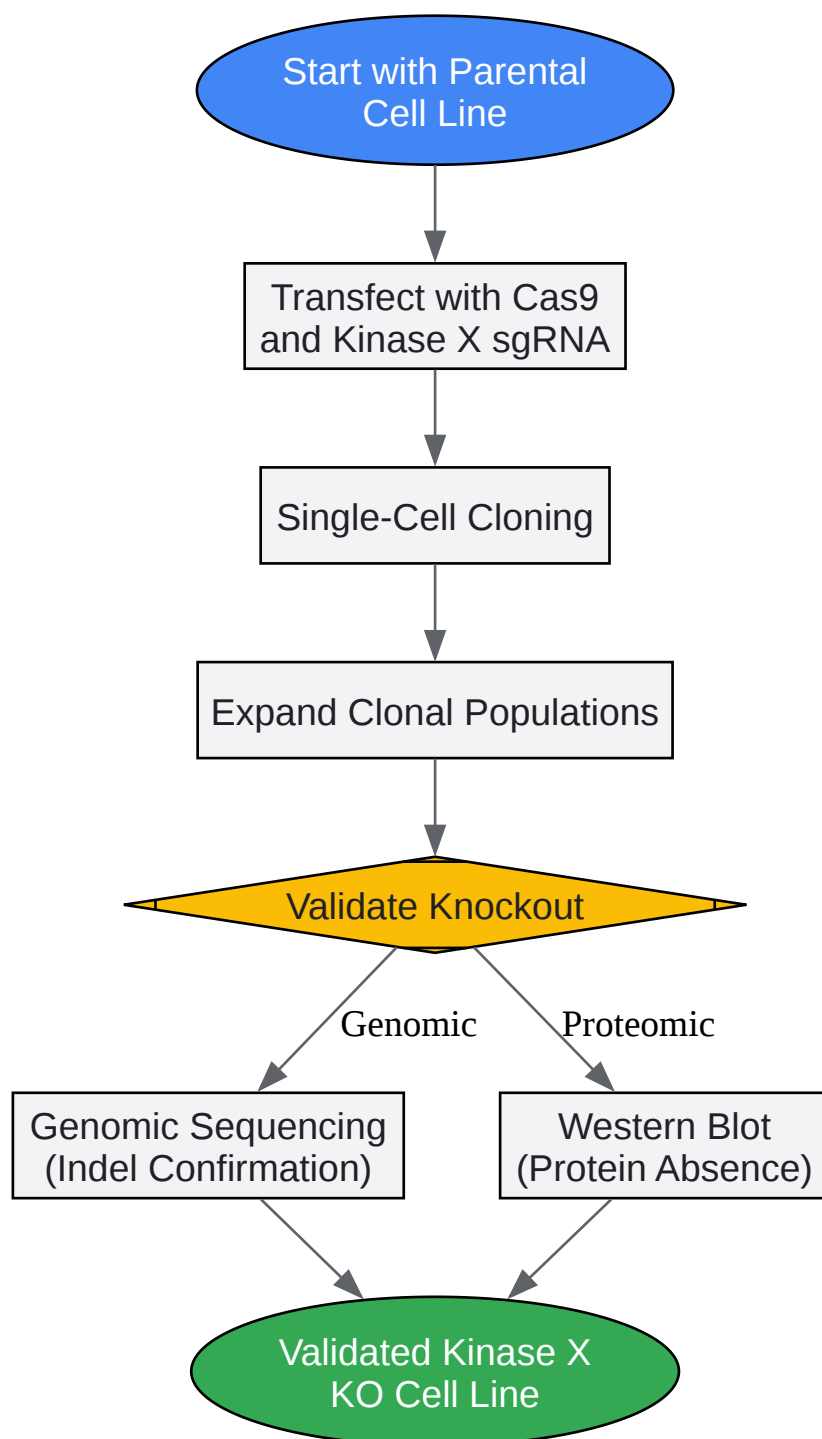 Start with Parental
Cell Line
Transfect with Cas9
and Kinase X sgRNA
Single-Cell Cloning
Expand Clonal Populations
Validate Knockout
Genomic
Proteomic
Genomic Sequencing
(Indel Confirmation)
Western Blot
(Protein Absence)
Validated Kinase X
KO Cell Line